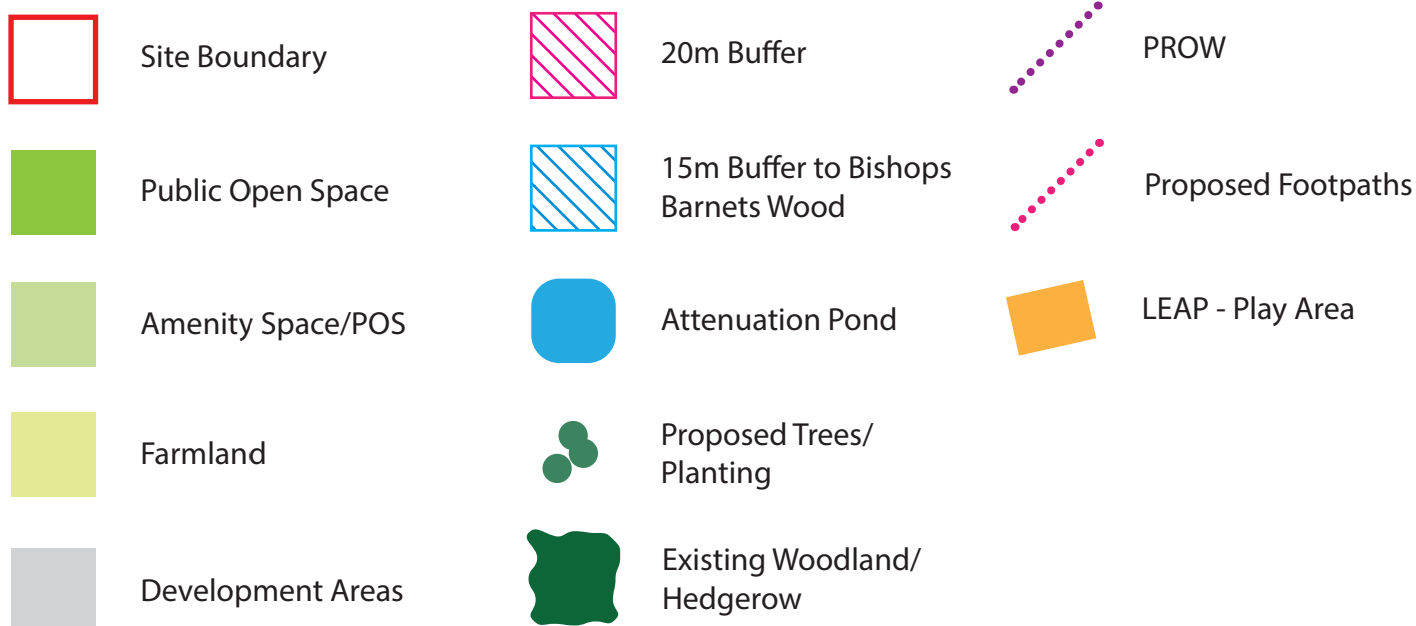 Site Boundary
Public Open Space
Amenity Space/POS
Farmland
Development Areas
20m Buffer
15m Buffer to Bishops
Barnets Wood
Attenuation Pond
Proposed Trees/
Planting
Existing Woodland/
Hedgerow
PROW
Proposed Footpaths
LEAP - Play Area